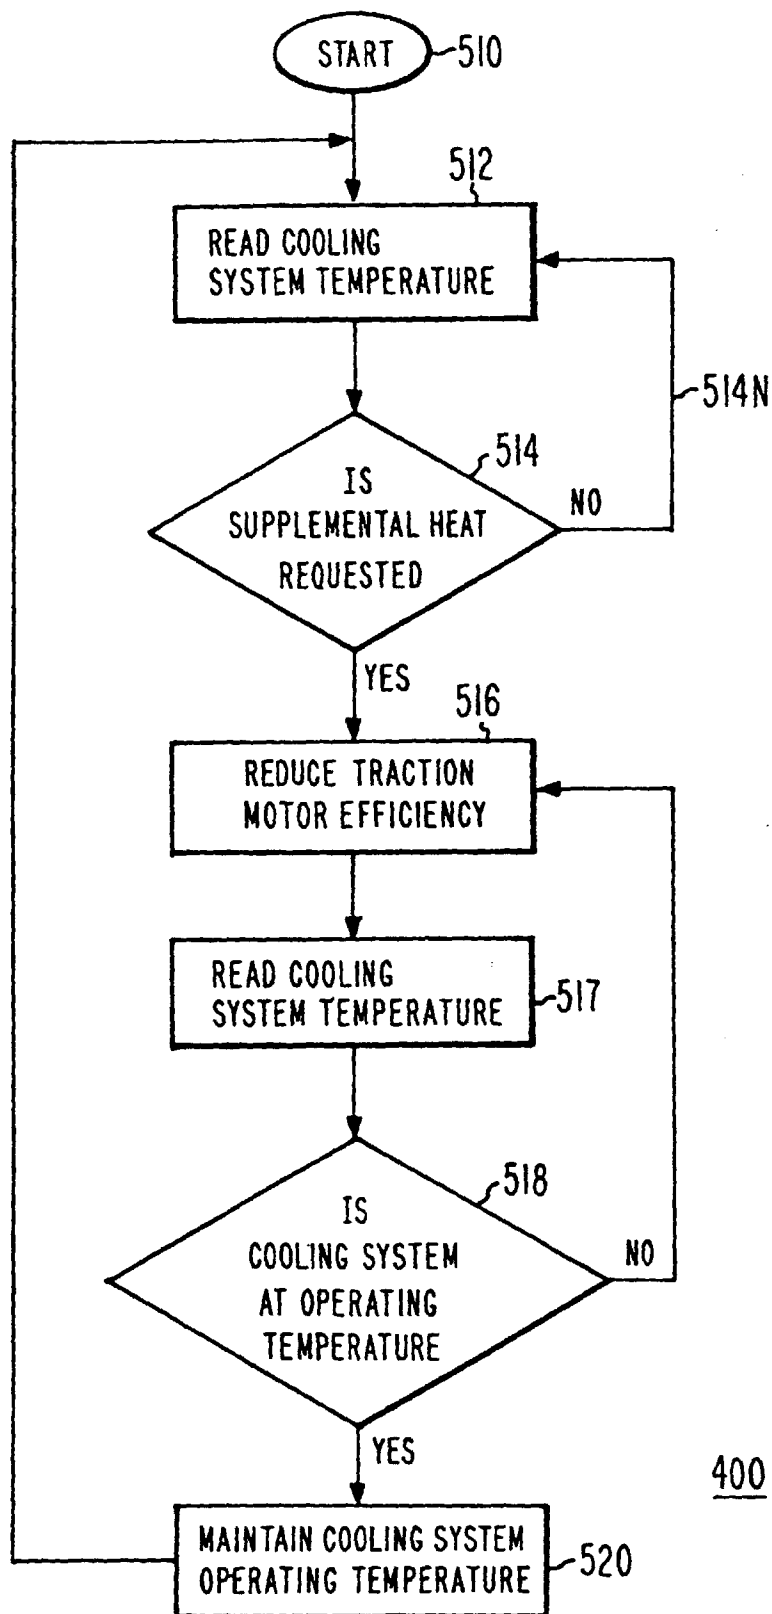 START
510
512
READ COOLING
SYSTEM TEMPERATURE
514N
514
IS
SUPPLEMENTAL HEAT
REQUESTED
NO
YES
516
REDUCE TRACTION
MOTOR EFFICIENCY
READ COOLING
SYSTEM TEMPERATURE
517
518
IS
COOLING SYSTEM
AT OPERATING
TEMPERATURE
NO
YES
400
MAINTAIN COOLING SYSTEM
OPERATING TEMPERATURE
520